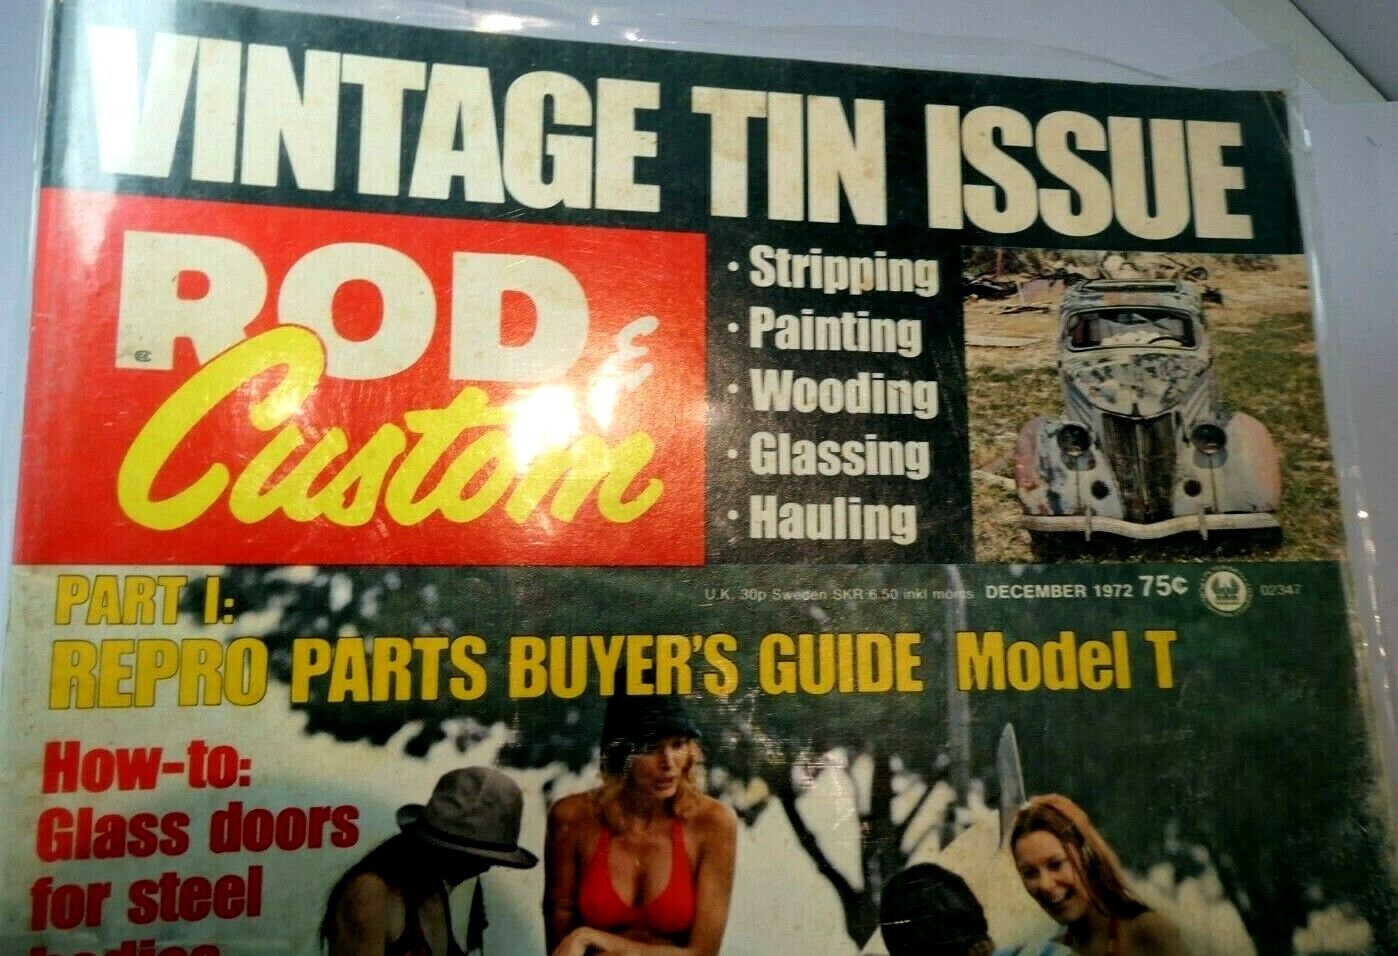 VINTAGE TIN ISSUE
ROD &
Custom
· Stripping
· Painting
· Wooding
· Glassing
· Hauling
U.K. 30p Sweden SKR 6.50 inkl moms DECEMBER 1972 75¢ 02347
PART I:
REPRO PARTS BUYER'S GUIDE Model T
How-to:
Glass doors
for steel
bodies